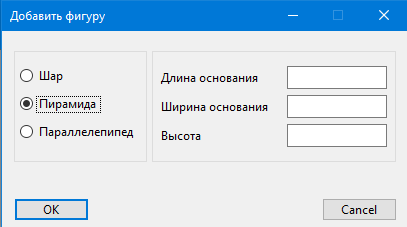 Добавить фигуру
Шар
Пирамида
Параллелепипед
Длина основания
Ширина основания
Высота
OK
Cancel